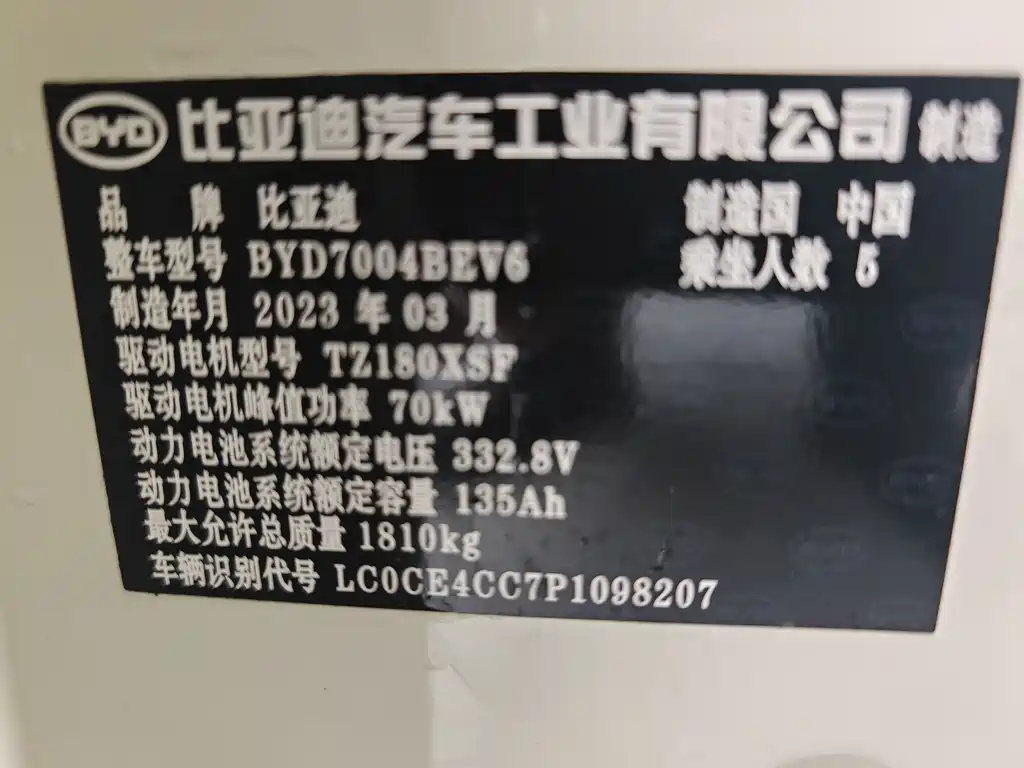 BYD 比亚迪汽车工业有限公司 制造
品 牌 比亚迪 制造国 中国
整车型号 BYD7004BEV6 乘坐人数 5
制造年月 2023 年 03 月
驱动电机型号 TZ180XSF
驱动电机峰值功率 70kW
动力电池系统额定电压 332.8V
动力电池系统额定容量 135Ah
最大允许总质量 1810kg
车辆识别代号 LC0CE4CC7P1098207